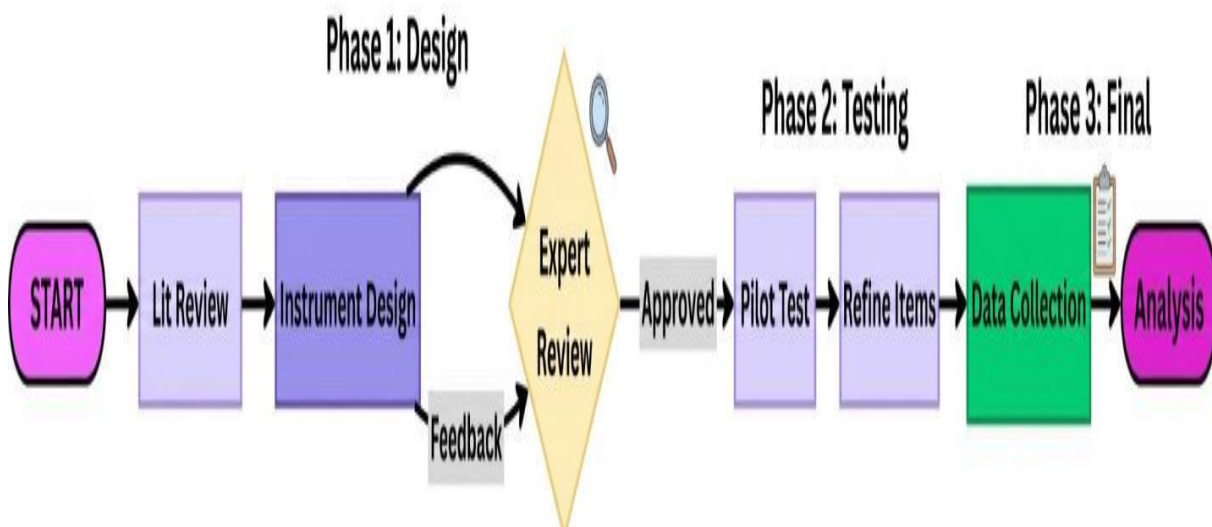 Phase 1: Design
Phase 2: Testing
Phase 3: Final
START
Lit Review
Instrument Design
Expert
Review
Feedback
Approved
Pilot Test
Refine Items
Data Collection
Analysis